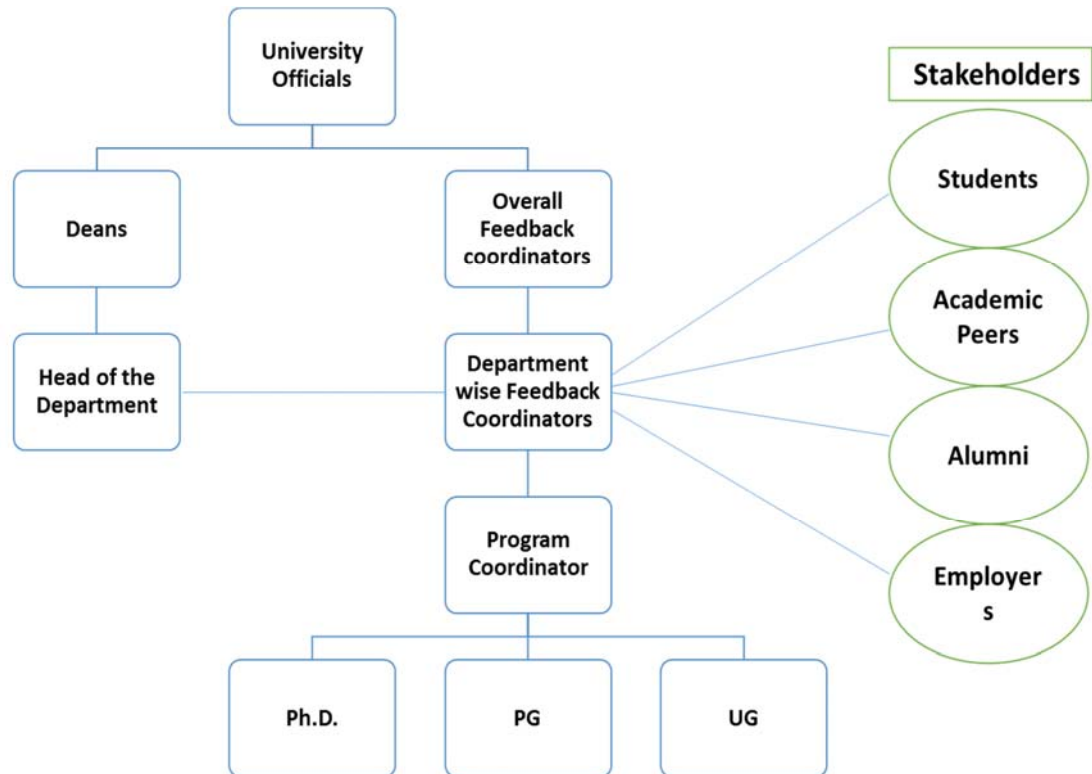 University
Officials
Stakeholders
Students
Deans
Overall
Feedback
coordinators
Academic
Peers
Head of the
Department
Department
wise Feedback
Coordinators
Alumni
Program
Coordinator
Employer
s
Ph.D.
PG
UG